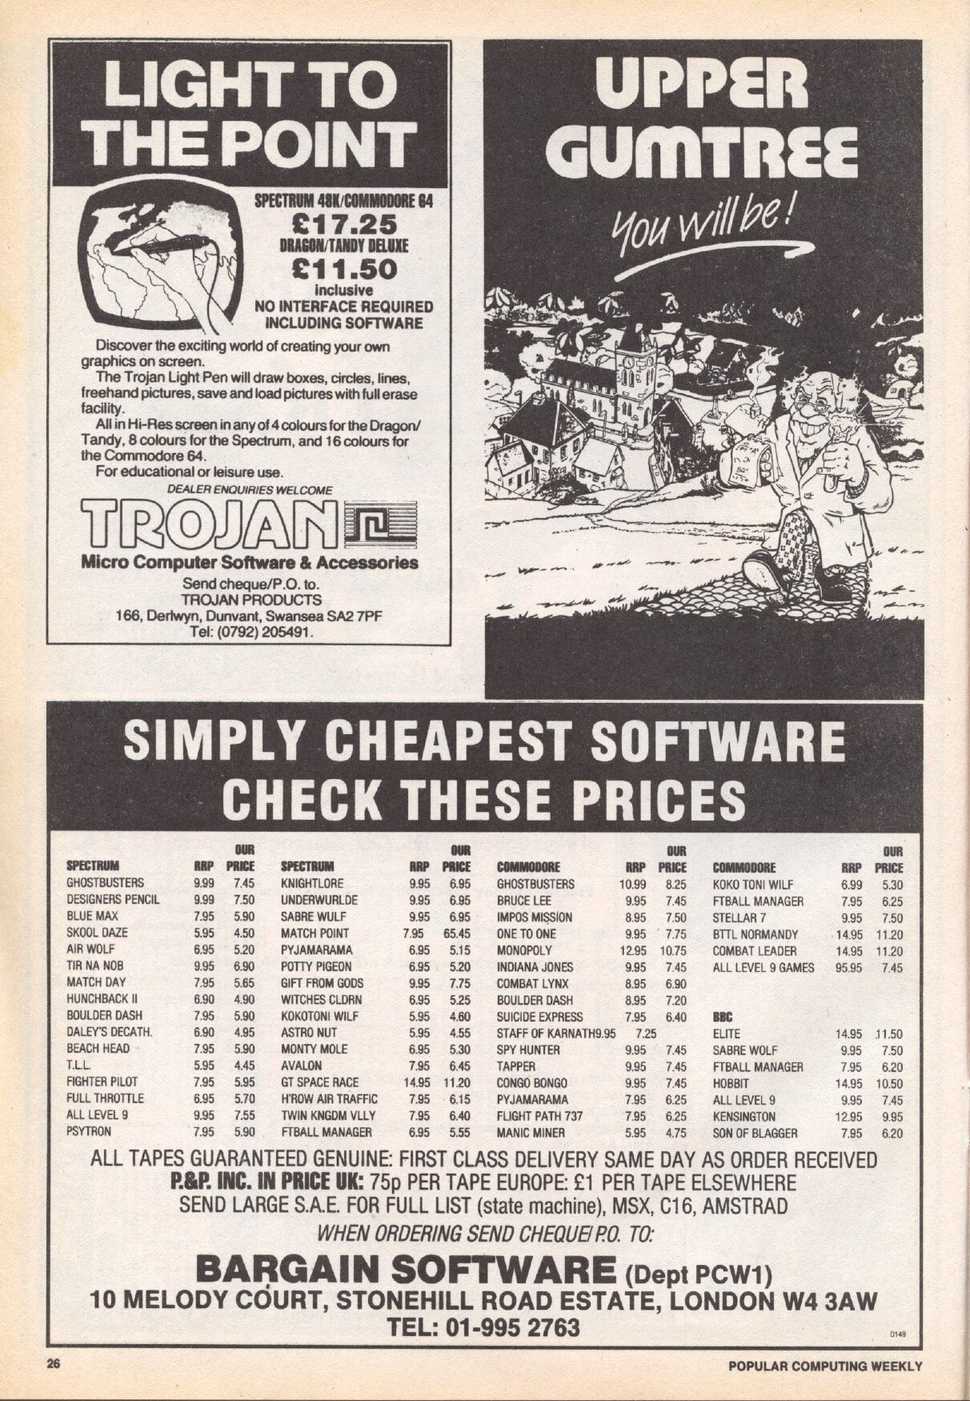 LIGHT TO
THE POINT
SPECTRUM 48K/COMMODORE 64
£17.25
DRAGON/TANDY DELUXE
£11.50
inclusive
NO INTERFACE REQUIRED
INCLUDING SOFTWARE
Discover the exciting world of creating your own
graphics on screen.
The Trojan Light Pen will draw boxes, circles, lines,
freehand pictures, save and load pictures with full erase
facility.
All in Hi-Res screen in any of 4 colours for the Dragon/
Tandy, 8 colours for the Spectrum, and 16 colours for
the Commodore 64.
For educational or leisure use.
DEALER ENQUIRIES WELCOME
TROJAN
Micro Computer Software & Accessories
Send cheque/P.O. to.
TROJAN PRODUCTS
166, Derlwyn, Dunvant, Swansea SA2 7PF
Tel: (0792) 205491.
UPPER
GUMTREE
You will be!
SIMPLY CHEAPEST SOFTWARE
CHECK THESE PRICES
OUR
SPECTRUM RRP PRICE
GHOSTBUSTERS 9.99 7.45
DESIGNERS PENCIL 9.99 7.50
BLUE MAX 7.95 5.90
SKOOL DAZE 5.95 4.50
AIR WOLF 6.95 5.20
TIR NA NOB 9.95 6.90
MATCH DAY 7.95 5.65
HUNCHBACK II 6.90 4.90
BOULDER DASH 7.95 5.90
DALEY'S DECATH. 6.90 4.95
BEACH HEAD 7.95 5.90
T.L.L. 5.95 4.45
FIGHTER PILOT 7.95 5.95
FULL THROTTLE 6.95 5.70
ALL LEVEL 9 9.95 7.55
PSYTRON 7.95 5.90
OUR
SPECTRUM RRP PRICE
KNIGHTLORE 9.95 6.95
UNDERWURLDE 9.95 6.95
SABRE WULF 9.95 6.95
MATCH POINT 7.95 65.45
PYJAMARAMA 6.95 5.15
POTTY PIGEON 6.95 5.20
GIFT FROM GODS 9.95 7.75
WITCHES CLDRN 6.95 5.25
KOKOTONI WILF 5.95 4.60
ASTRO NUT 5.95 4.55
MONTY MOLE 6.95 5.30
AVALON 7.95 6.45
GT SPACE RACE 14.95 11.20
H'ROW AIR TRAFFIC 7.95 6.15
TWIN KNGDM VLLY 7.95 6.40
FTBALL MANAGER 6.95 5.55
OUR
COMMODORE RRP PRICE
GHOSTBUSTERS 10.99 8.25
BRUCE LEE 9.95 7.45
IMPOS MISSION 8.95 7.50
ONE TO ONE 9.95 7.75
MONOPOLY 12.95 10.75
INDIANA JONES 9.95 7.45
COMBAT LYNX 8.95 6.90
BOULDER DASH 8.95 7.20
SUICIDE EXPRESS 7.95 6.40
STAFF OF KARNATH9.95 7.25
SPY HUNTER 9.95 7.45
TAPPER 9.95 7.45
CONGO BONGO 9.95 7.45
PYJAMARAMA 7.95 6.25
FLIGHT PATH 737 7.95 6.25
MANIC MINER 5.95 4.75
OUR
COMMODORE RRP PRICE
KOKO TONI WILF 6.99 5.30
FTBALL MANAGER 7.95 6.25
STELLAR 7 9.95 7.50
BTTL NORMANDY 14.95 11.20
COMBAT LEADER 14.95 11.20
ALL LEVEL 9 GAMES 95.95 7.45
BBC
ELITE 14.95 .11.50
SABRE WOLF 9.95 7.50
FTBALL MANAGER 7.95 6.20
HOBBIT 14.95 10.50
ALL LEVEL 9 9.95 7.45
KENSINGTON 12.95 9.95
SON OF BLAGGER 7.95 6.20
ALL TAPES GUARANTEED GENUINE: FIRST CLASS DELIVERY SAME DAY AS ORDER RECEIVED
P.&P. INC. IN PRICE UK: 75p PER TAPE EUROPE: £1 PER TAPE ELSEWHERE
SEND LARGE S.A.E. FOR FULL LIST (state machine), MSX, C16, AMSTRAD
WHEN ORDERING SEND CHEQUE/P.O. TO:
BARGAIN SOFTWARE (Dept PCW1)
10 MELODY COURT, STONEHILL ROAD ESTATE, LONDON W4 3AW
TEL: 01-995 2763
0149
26
POPULAR COMPUTING WEEKLY